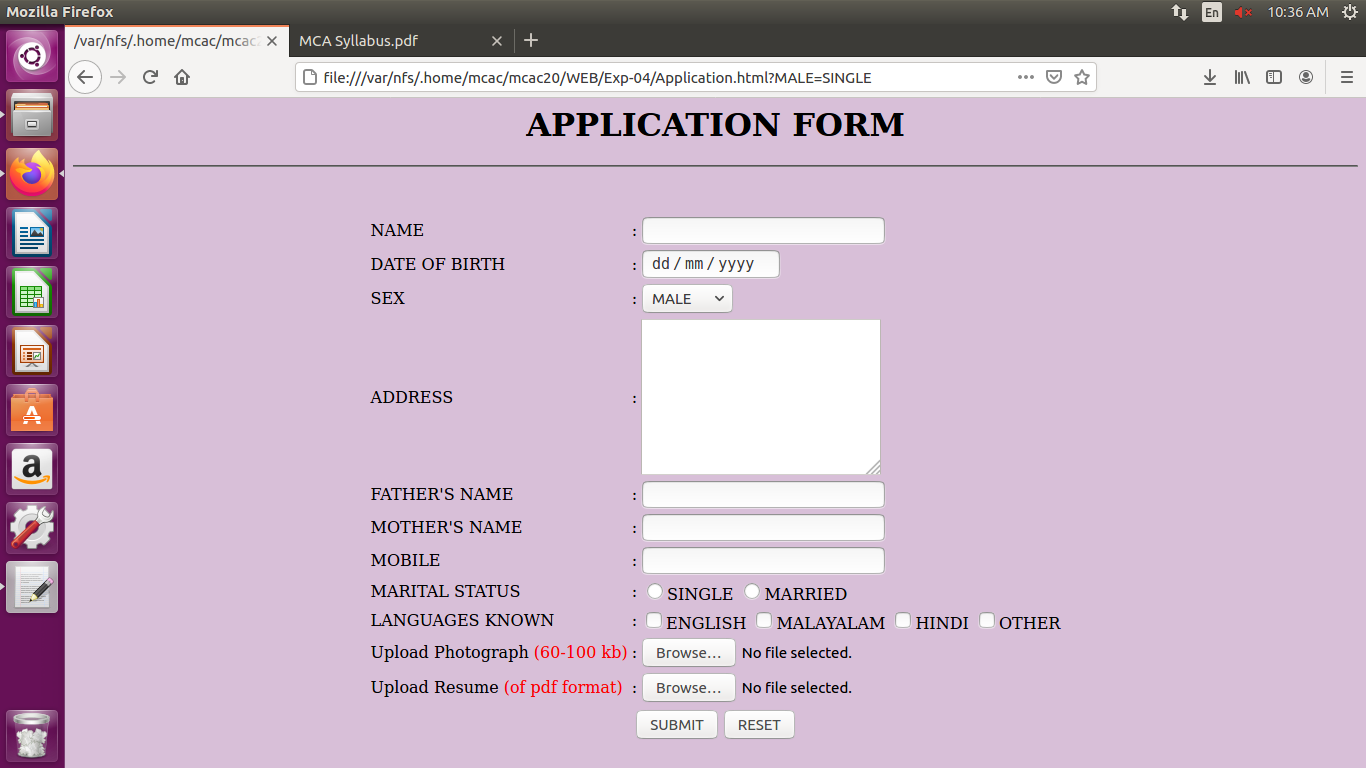 Mozilla Firefox En 10:36 AM
/var/nfs/.home/mcac/mcac2 MCA Syllabus.pdf
file:///var/nfs/.home/mcac/mcac20/WEB/Exp-04/Application.html?MALE=SINGLE
APPLICATION FORM
NAME :
DATE OF BIRTH : dd / mm / yyyy
SEX : MALE
ADDRESS :
FATHER'S NAME :
MOTHER'S NAME :
MOBILE :
MARITAL STATUS : SINGLE MARRIED
LANGUAGES KNOWN : ENGLISH MALAYALAM HINDI OTHER
Upload Photograph (60-100 kb) : Browse... No file selected.
Upload Resume (of pdf format) : Browse... No file selected.
SUBMIT RESET